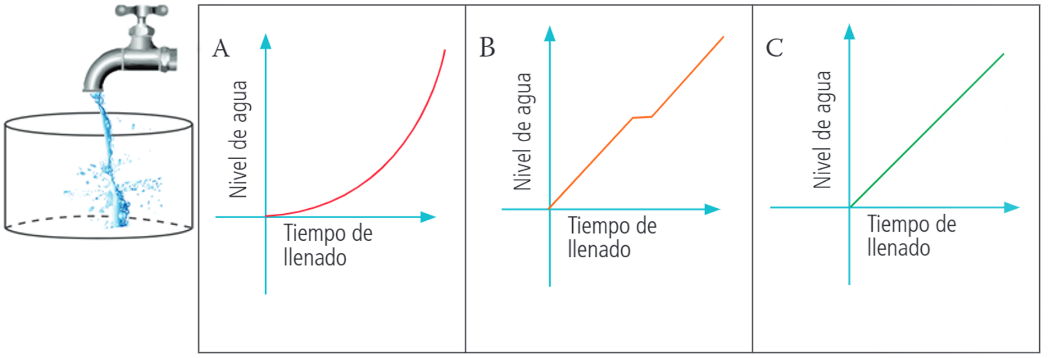 A
Nivel de agua
Tiempo de
llenado
B
Nivel de agua
Tiempo de
llenado
C
Nivel de agua
Tiempo de
llenado